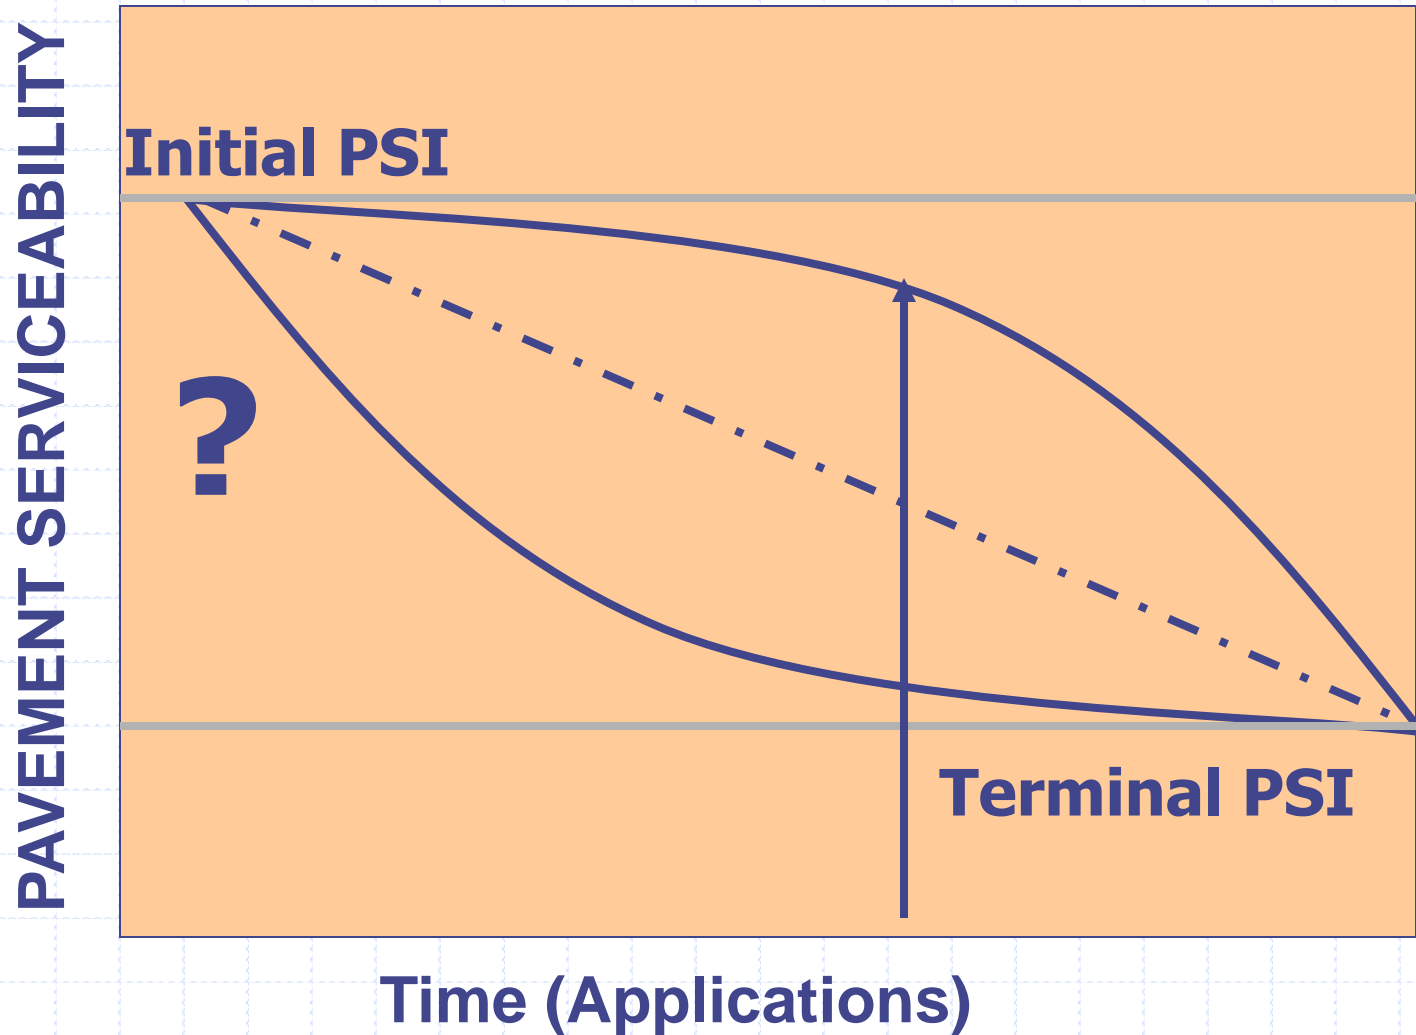 PAVEMENT SERVICEABILITY
Initial PSI
?
Terminal PSI
Time (Applications)